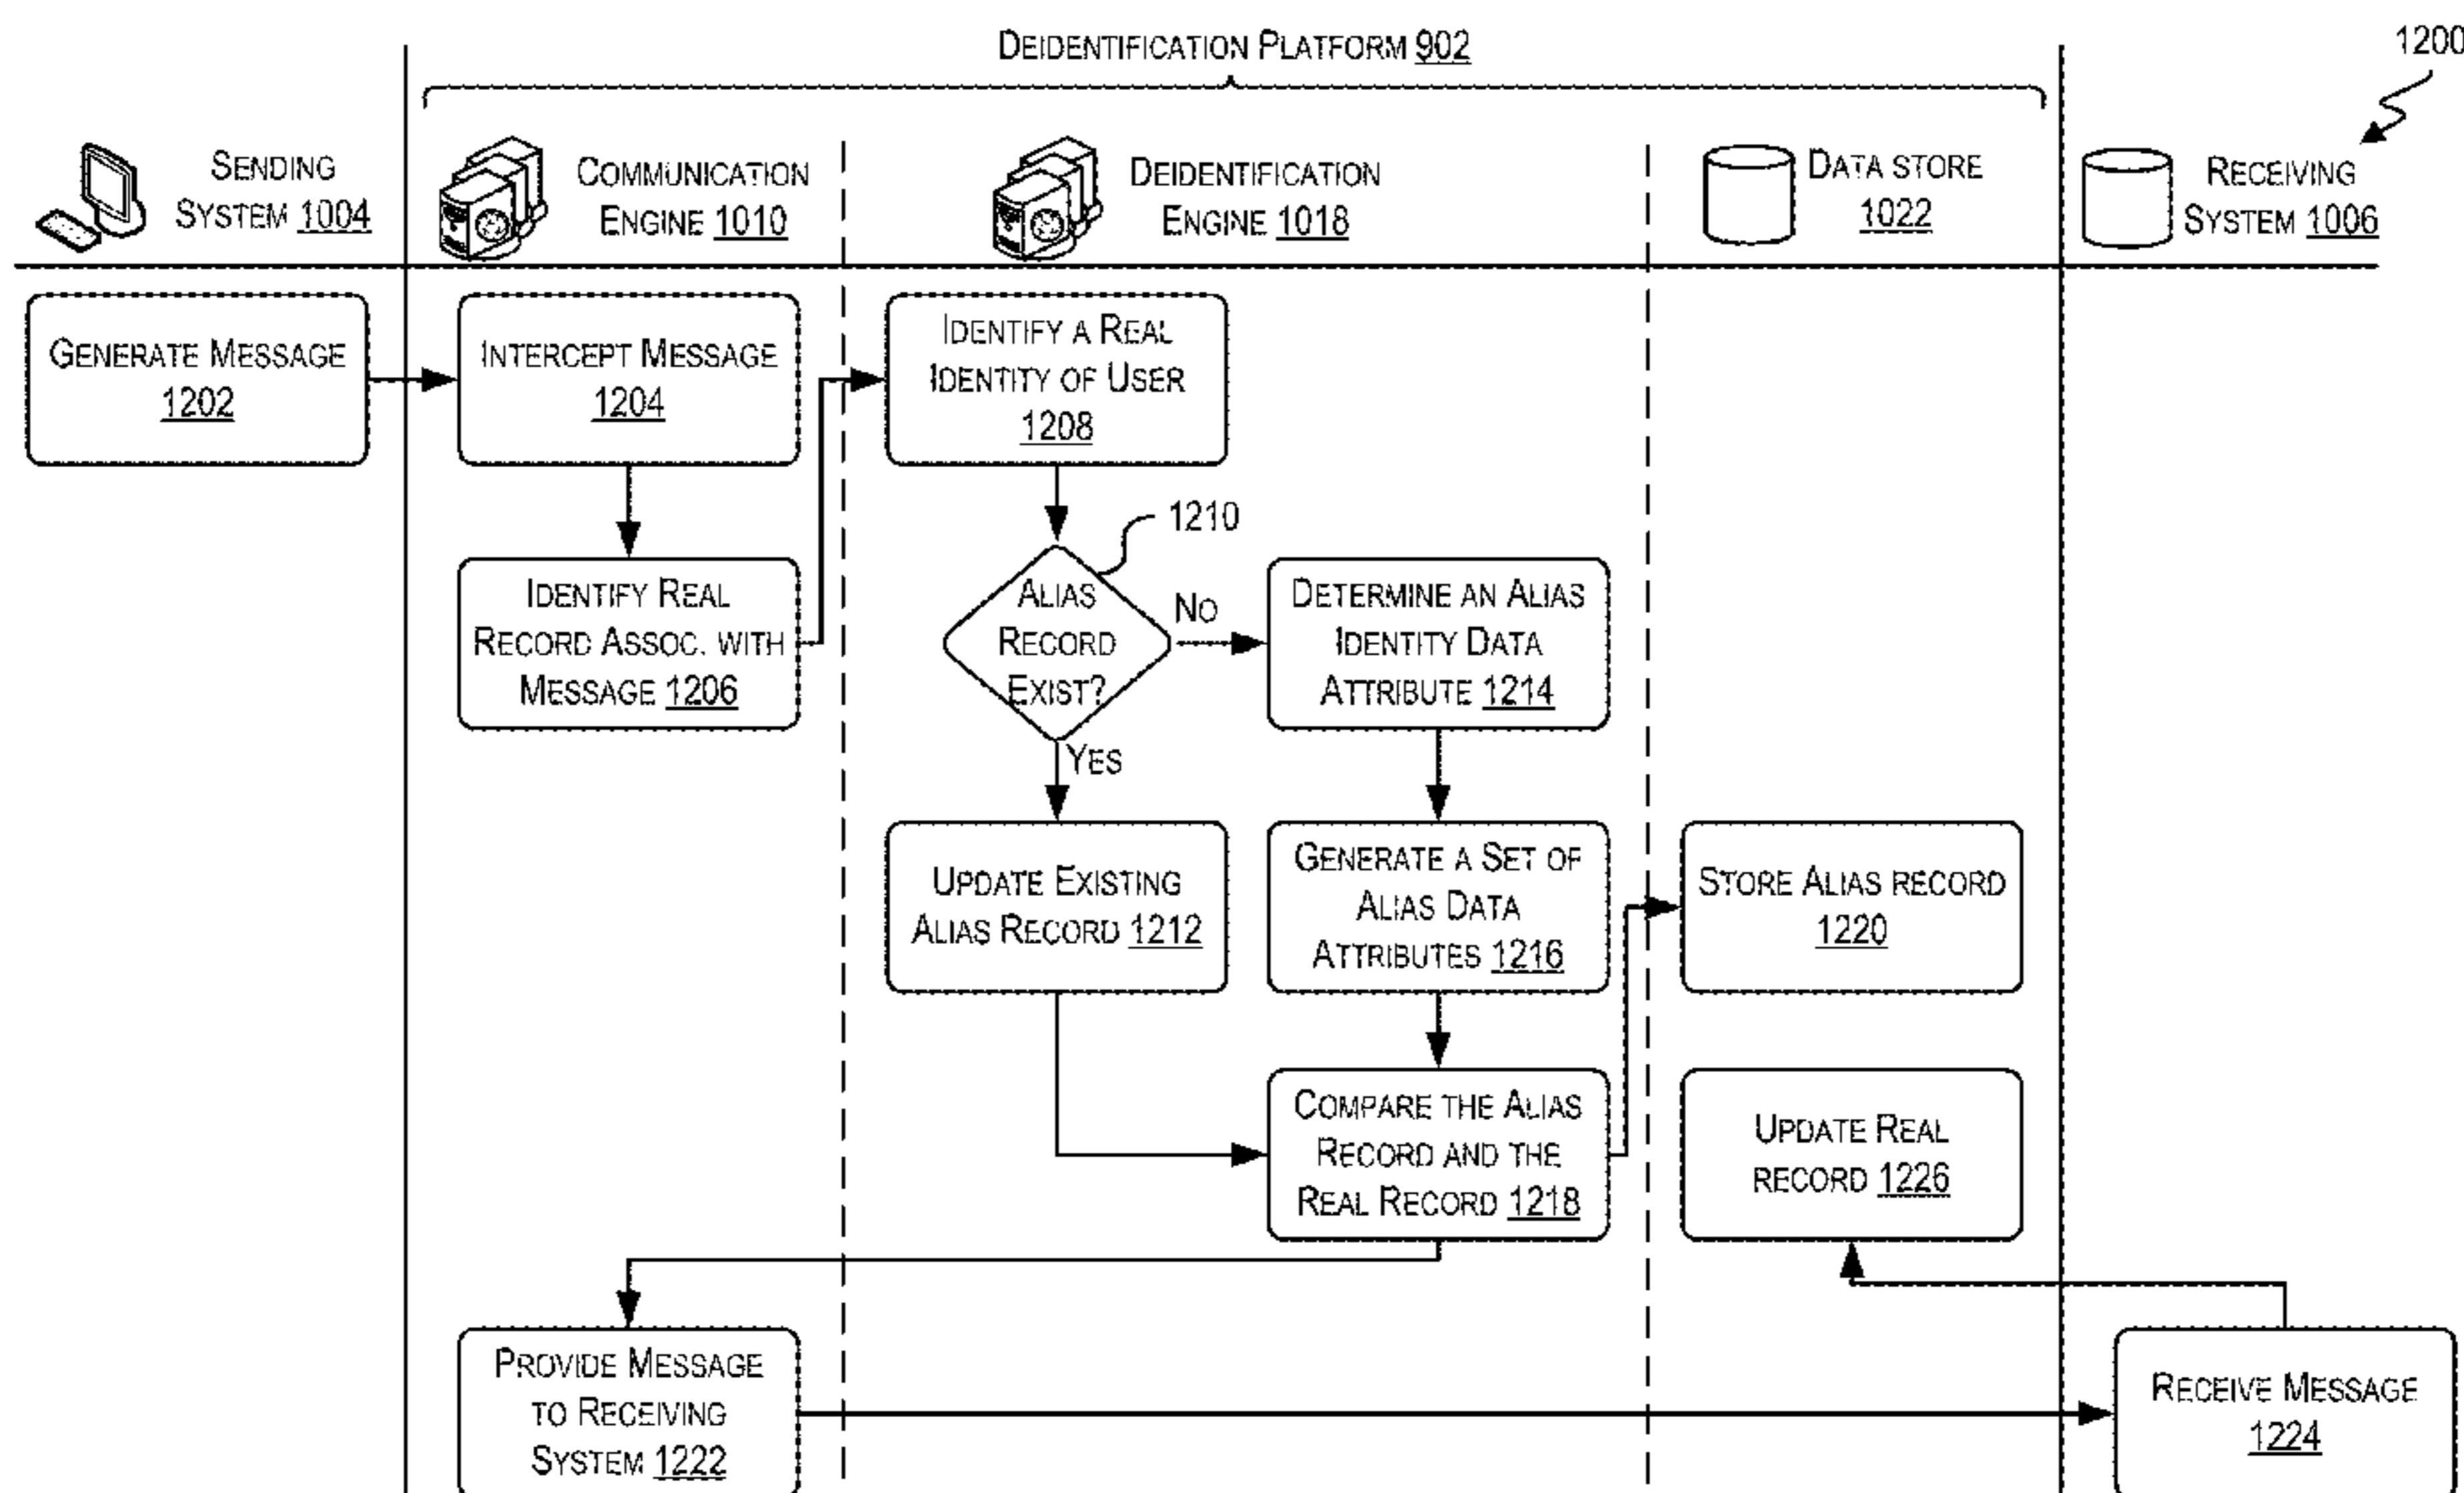 DEIDENTIFICATION PLATFORM 902
1200
SENDING
SYSTEM 1004
COMMUNICATION
ENGINE 1010
DEIDENTIFICATION
ENGINE 1018
DATA STORE
1022
RECEIVING
SYSTEM 1006
GENERATE MESSAGE
1202
INTERCEPT MESSAGE
1204
IDENTIFY A REAL
IDENTITY OF USER
1208
1210
IDENTIFY REAL
RECORD ASSOC. WITH
MESSAGE 1206
ALIAS
RECORD
EXIST?
NO
DETERMINE AN ALIAS
IDENTITY DATA
ATTRIBUTE 1214
YES
UPDATE EXISTING
ALIAS RECORD 1212
GENERATE A SET OF
ALIAS DATA
ATTRIBUTES 1216
STORE ALIAS RECORD
1220
COMPARE THE ALIAS
RECORD AND THE
REAL RECORD 1218
UPDATE REAL
RECORD 1226
PROVIDE MESSAGE
TO RECEIVING
SYSTEM 1222
RECEIVE MESSAGE
1224